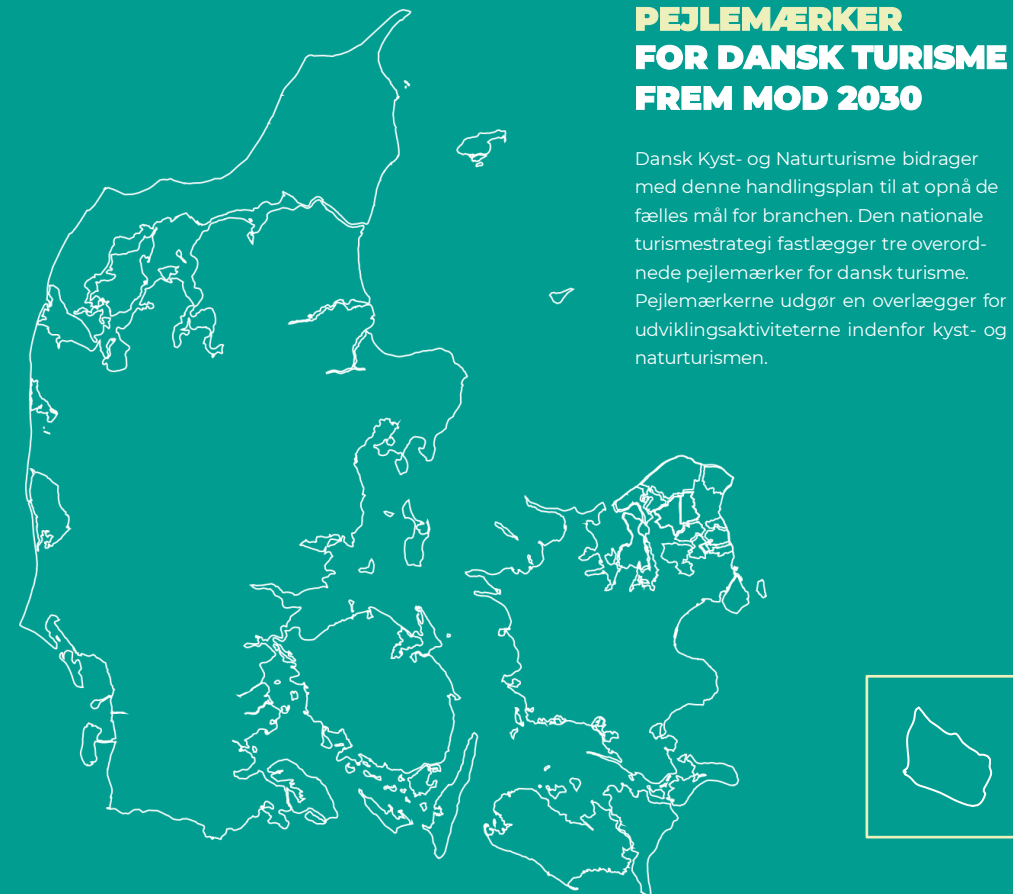 PEJLEMÆRKER
FOR DANSK TURISME
FREM MOD 2030
Dansk Kyst- og Naturturisme bidrager
med denne handlingsplan til at opnå de
fælles mål for branchen. Den nationale
turismestrategi fastlægger tre overord-
nede pejlemærker for dansk turisme.
Pejlemærkerne udgør en overlægger for
udviklingsaktiviteterne indenfor kyst- og
naturturismen.